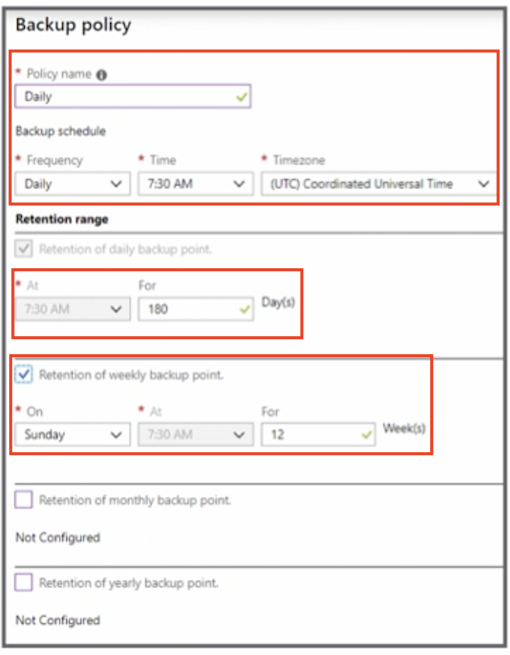 Backup policy
* Policy name
Daily
Backup schedule
* Frequency * Time * Timezone
Daily 7:30 AM (UTC) Coordinated Universal Time
Retention range
Retention of daily backup point.
* At For
7:30 AM 180 Day(s)
Retention of weekly backup point.
* On * At For
Sunday 7:30 AM 12 Week(s)
Retention of monthly backup point.
Not Configured
Retention of yearly backup point.
Not Configured